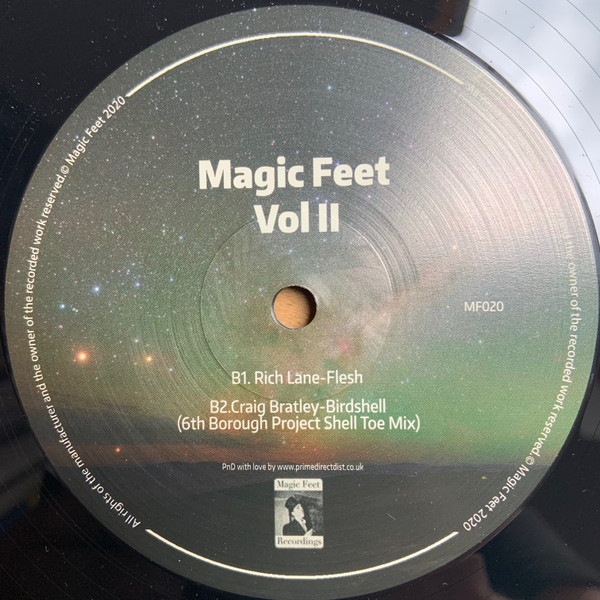 Magic Feet
Vol II
MF020
B1. Rich Lane-Flesh
B2.Craig Bratley-Birdshell
(6th Borough Project Shell Toe Mix)
PnD with love by www.primedirectdist.co.uk
Magic Feet
Recordings
All rights of the manufacturer and the owner of the recorded work reserved.© Magic Feet 2020
the owner of the recorded work reserved.© Magic Feet 2020